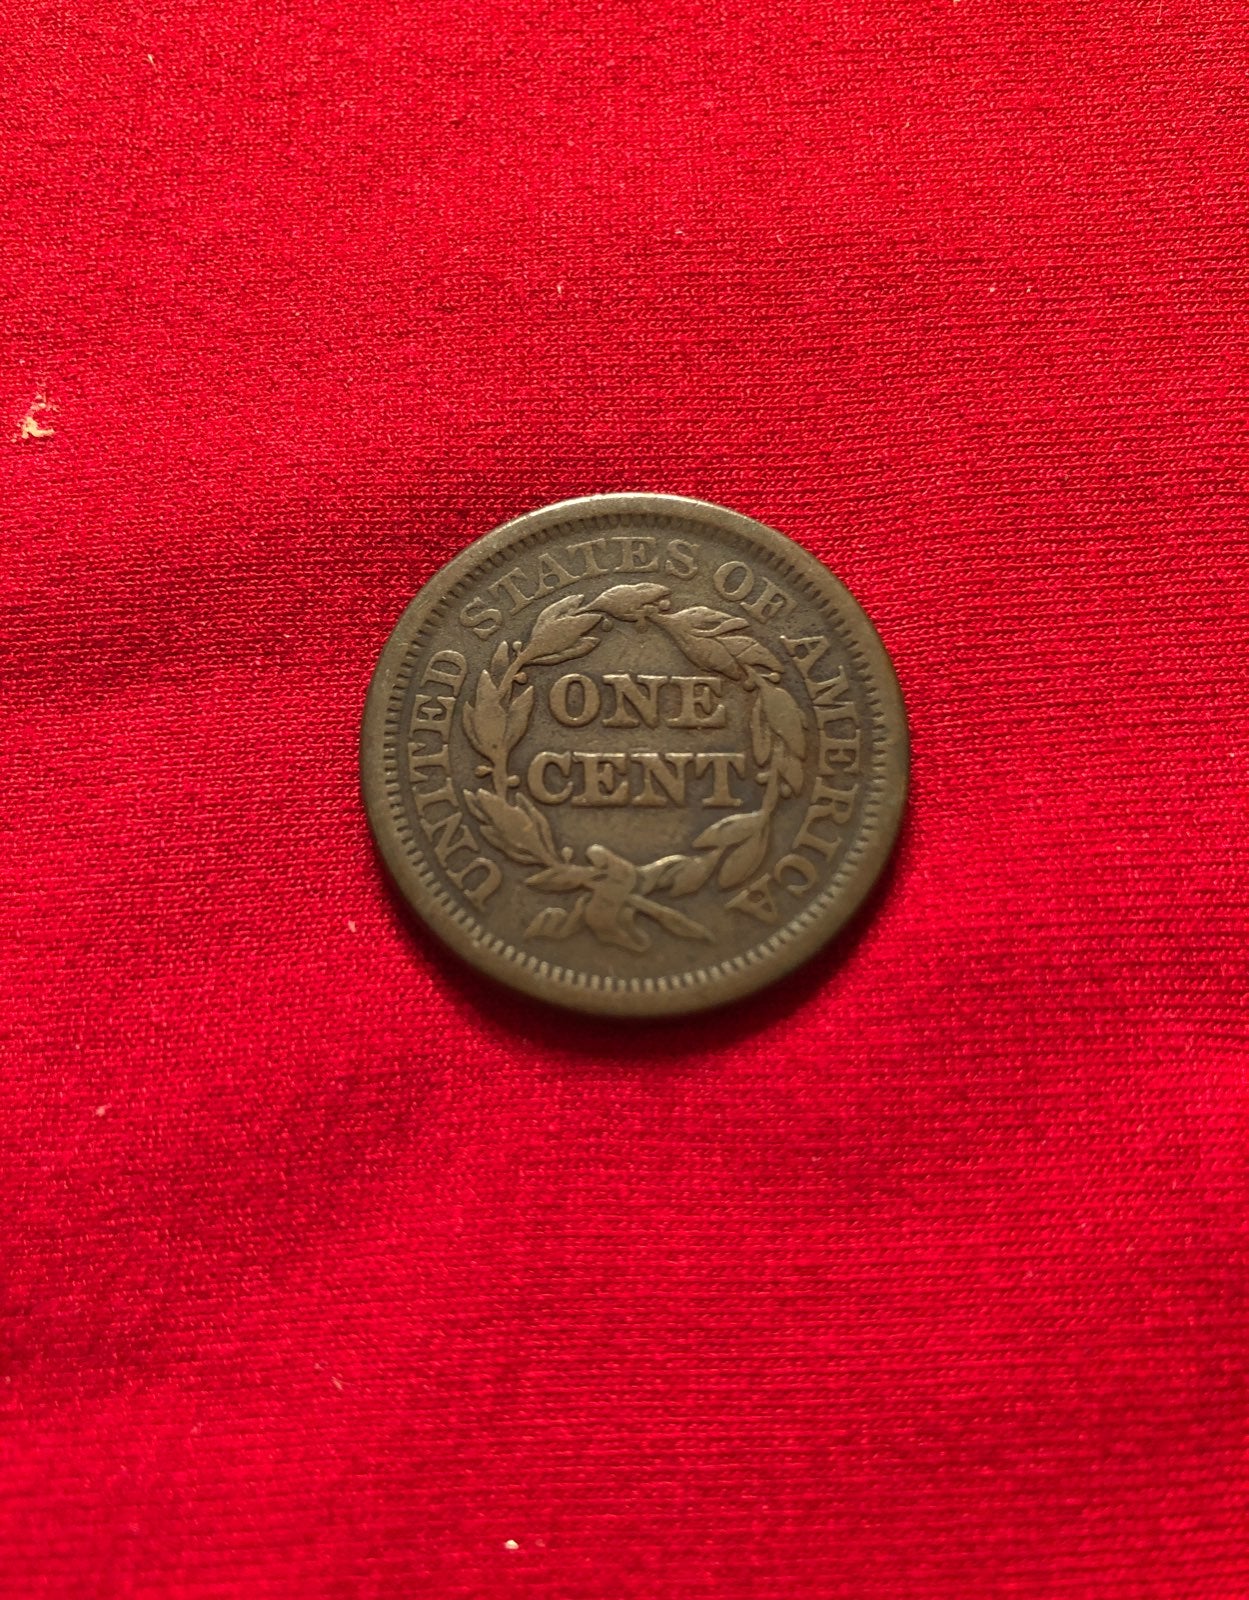 UNITED STATES OF AMERICA
ONE
CENT